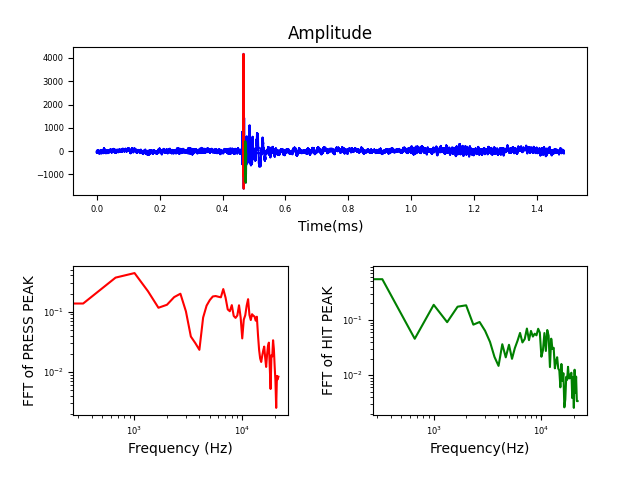 Amplitude
4000
3000
2000
1000
0
−1000
0.0 0.2 0.4 0.6 0.8 1.0 1.2 1.4
Time(ms)
FFT of PRESS PEAK
10⁻¹
10⁻²
10³ 10⁴
Frequency (Hz)
FFT of HIT PEAK
10⁻¹
10⁻²
10³ 10⁴
Frequency(Hz)